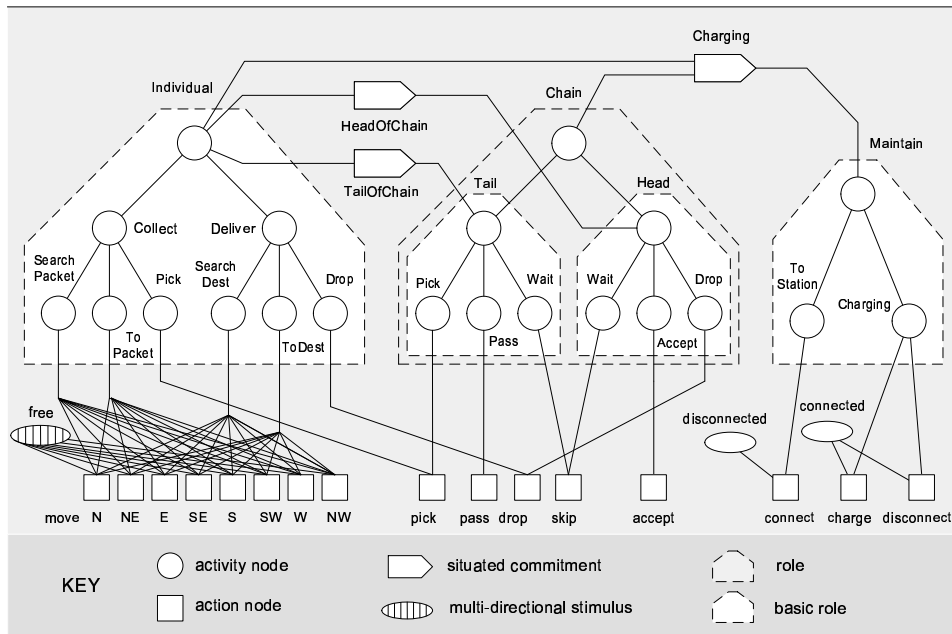 Charging
Individual
Chain
HeadOfChain
Maintain
TailOfChain
Tail
Head
Collect
Deliver
Search
Packet
Pick
Search
Dest
Drop
Pick
Wait
Wait
Drop
To
Station
Charging
To
Packet
ToDest
Pass
Accept
free
disconnected
connected
move N NE E SE S SW W NW pick pass drop skip accept connect charge disconnect
KEY
activity node
situated commitment
role
action node
multi-directional stimulus
basic role